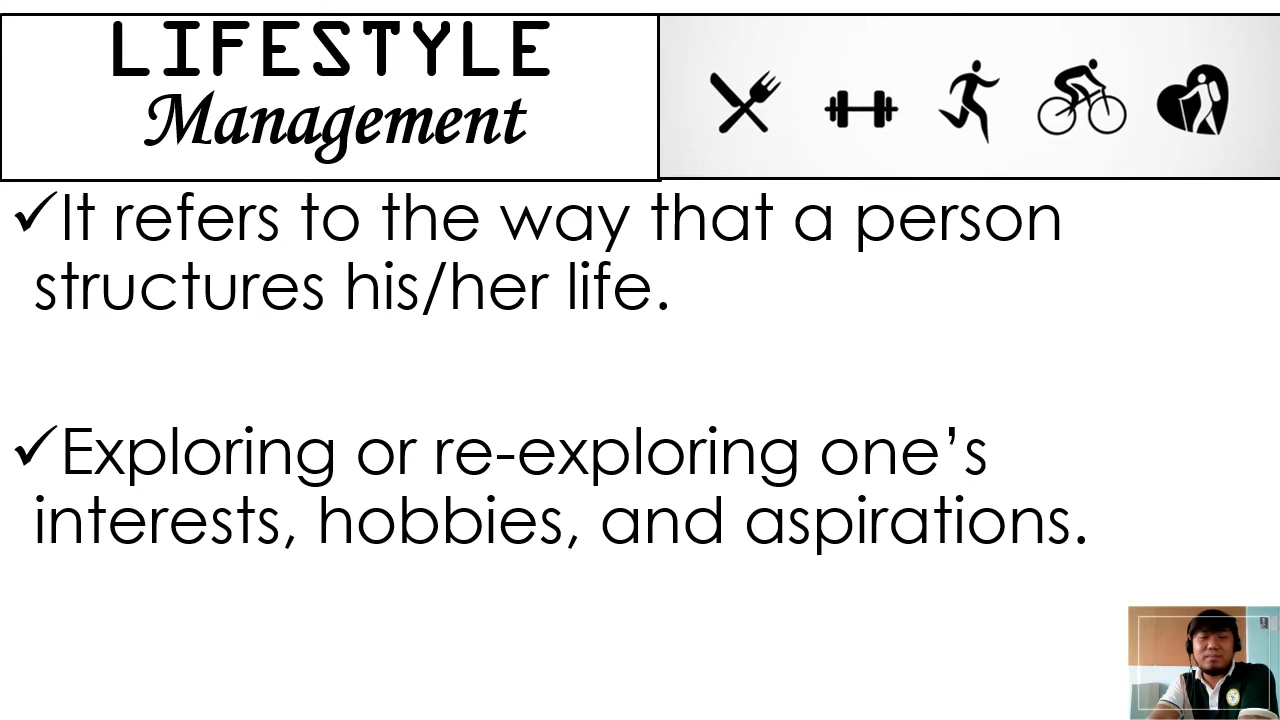 LIFESTYLE
Management
✓It refers to the way that a person
structures his/her life.
✓Exploring or re-exploring one’s
interests, hobbies, and aspirations.